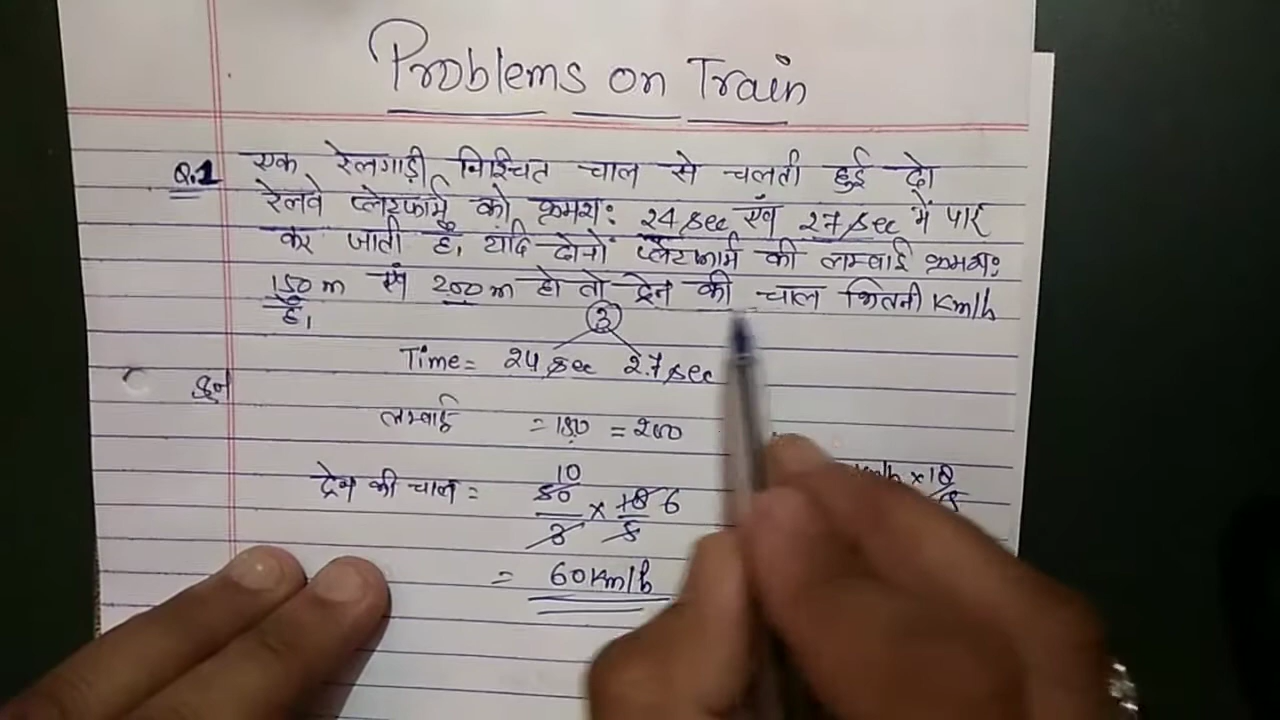 Problems on Train
Q.1 एक रेलगाड़ी निश्चित चाल से चलती हुई दो
रेलवे प्लेटफार्म को क्रमशः 24 sec एवं 27 sec में पार
कर जाती है। यदि दोनों प्लेटफार्म की लम्बाई क्रमशः
150 m एवं 200 m हो तो ट्रेन की चाल कितनी Km/h
है।
3
Time = 24 sec 27 sec
लम्बाई = 150 = 200
ट्रेन की चाल =
10
50/3 × 18/5 6
= 60 Km/h
× 18